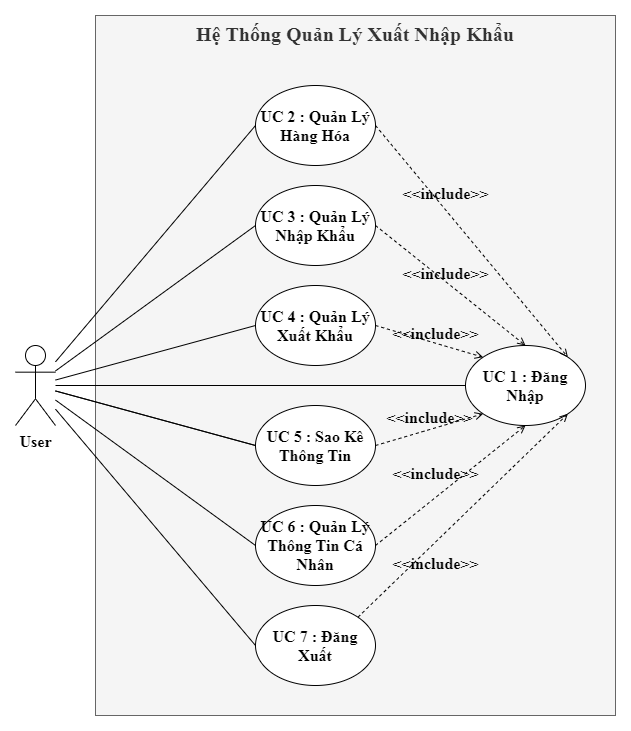 Hệ Thống Quản Lý Xuất Nhập Khẩu
UC 2 : Quản Lý
Hàng Hóa
<<include>>
UC 3 : Quản Lý
Nhập Khẩu
<<include>>
UC 4 : Quản Lý
Xuất Khẩu
<<include>>
UC 1 : Đăng
Nhập
User
<<include>>
UC 5 : Sao Kê
Thông Tin
<<include>>
UC 6 : Quản Lý
Thông Tin Cá
Nhân
<<include>>
UC 7 : Đăng
Xuất